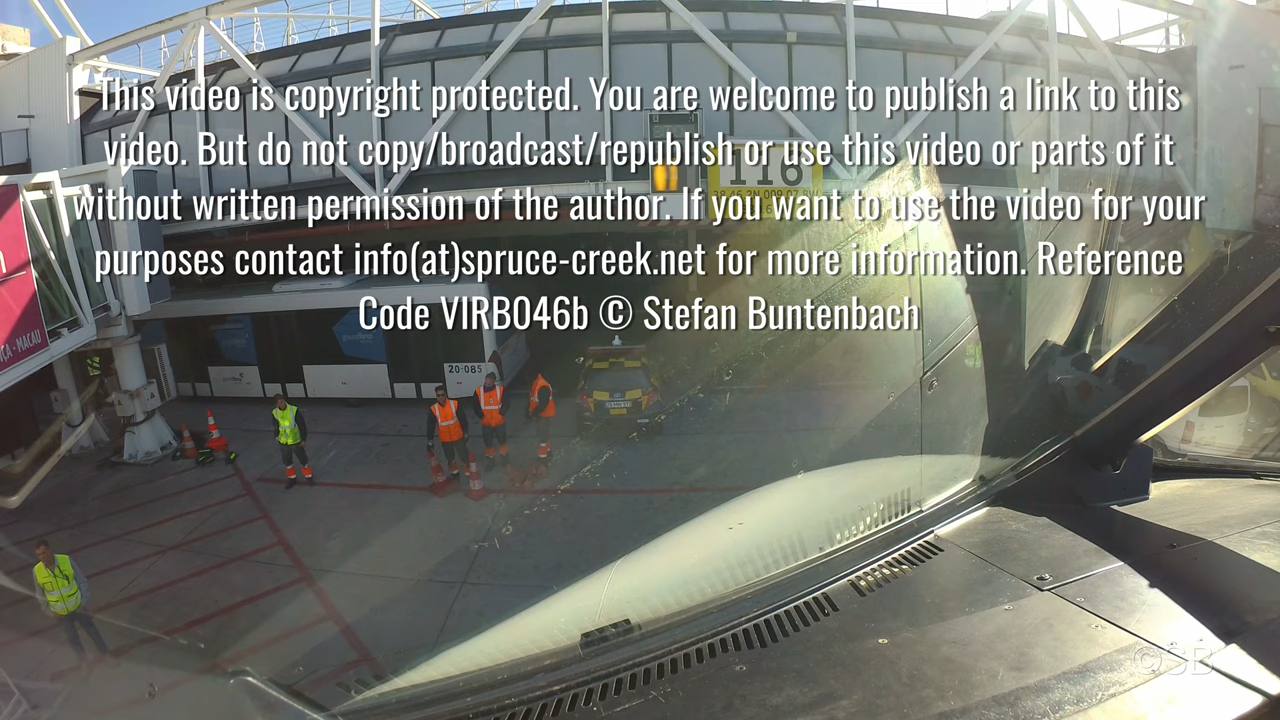 This video is copyright protected. You are welcome to publish a link to this
video. But do not copy/broadcast/republish or use this video or parts of it
without written permission of the author. If you want to use the video for your
purposes contact info(at)spruce-creek.net for more information. Reference
Code VIRB046b © Stefan Buntenbach
116
- MACAU
20-085
©SB